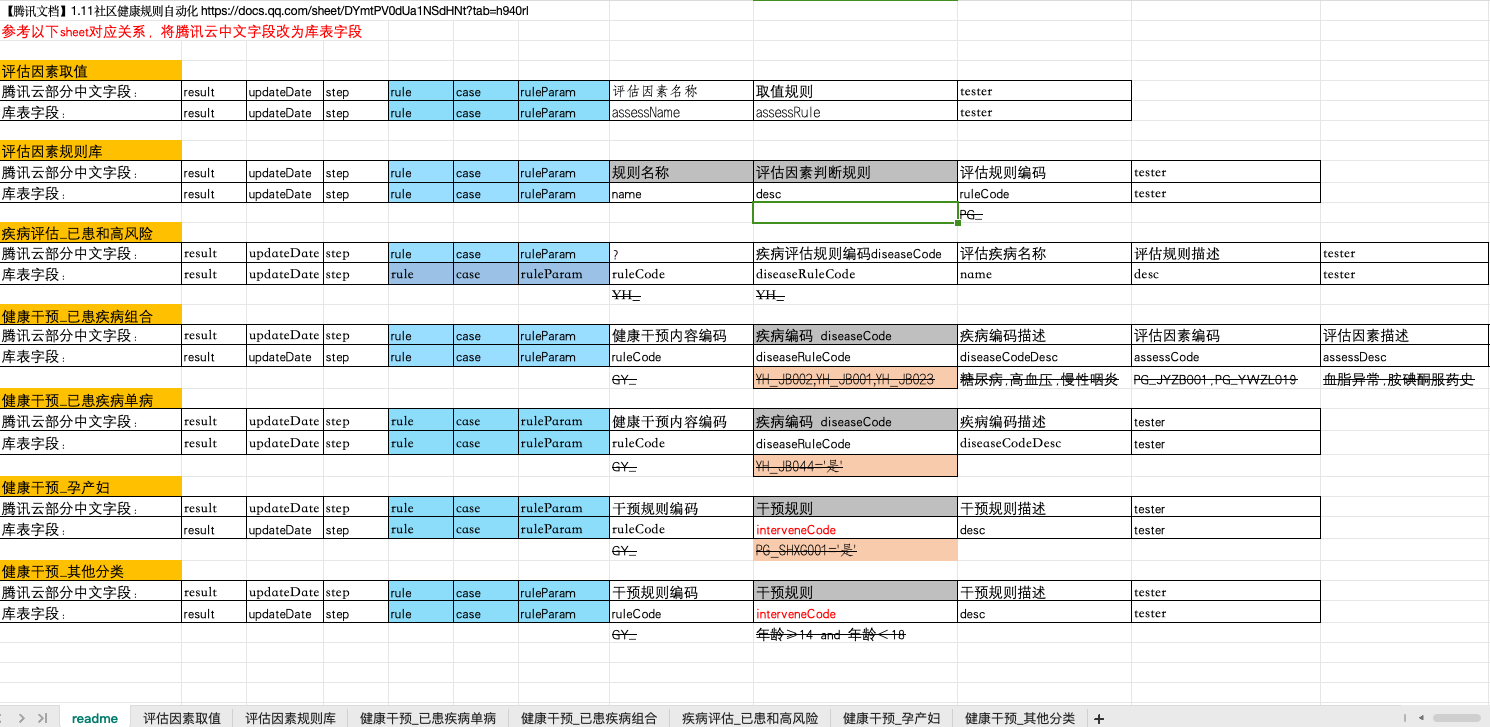 【腾讯文档】1.11社区健康规则自动化 https://docs.qq.com/sheet/DYmtPV0dUa1NSdHNt?tab=h940rl
参考以下sheet对应关系，将腾讯云中文字段改为库表字段
评估因素取值
腾讯云部分中文字段： result updateDate step rule case ruleParam 评估因素名称 取值规则 tester
库表字段： result updateDate step rule case ruleParam assessName assessRule tester
评估因素规则库
腾讯云部分中文字段： result updateDate step rule case ruleParam 规则名称 评估因素判断规则 评估规则编码 tester
库表字段： result updateDate step rule case ruleParam name desc ruleCode tester
PG_
疾病评估_已患和高风险
腾讯云部分中文字段： result updateDate step rule case ruleParam ? 疾病评估规则编码diseaseCode 评估疾病名称 评估规则描述 tester
库表字段： result updateDate step rule case ruleParam ruleCode diseaseRuleCode name desc tester
YH_ YH_
健康干预_已患疾病组合
腾讯云部分中文字段： result updateDate step rule case ruleParam 健康干预内容编码 疾病编码 diseaseCode 疾病编码描述 评估因素编码 评估因素描述
库表字段： result updateDate step rule case ruleParam ruleCode diseaseRuleCode diseaseCodeDesc assessCode assessDesc
GY_ YH_JB002,YH_JB001,YH_JB023 糖尿病,高血压,慢性咽炎 PG_JYZB001,PG_YWZL019 血脂异常,胺碘酮服药史
健康干预_已患疾病单病
腾讯云部分中文字段： result updateDate step rule case ruleParam 健康干预内容编码 疾病编码 diseaseCode 疾病编码描述 tester
库表字段： result updateDate step rule case ruleParam ruleCode diseaseRuleCode diseaseCodeDesc tester
GY_ YH_JB044='是'
健康干预_孕产妇
腾讯云部分中文字段： result updateDate step rule case ruleParam 干预规则编码 干预规则 干预规则描述 tester
库表字段： result updateDate step rule case ruleParam ruleCode interveneCode desc tester
GY_ PG_SHXG001='是'
健康干预_其他分类
腾讯云部分中文字段： result updateDate step rule case ruleParam 干预规则编码 干预规则 干预规则描述 tester
库表字段： result updateDate step rule case ruleParam ruleCode interveneCode desc tester
GY_ 年龄≥14 and 年龄<18
readme 评估因素取值 评估因素规则库 健康干预_已患疾病单病 健康干预_已患疾病组合 疾病评估_已患和高风险 健康干预_孕产妇 健康干预_其他分类 +